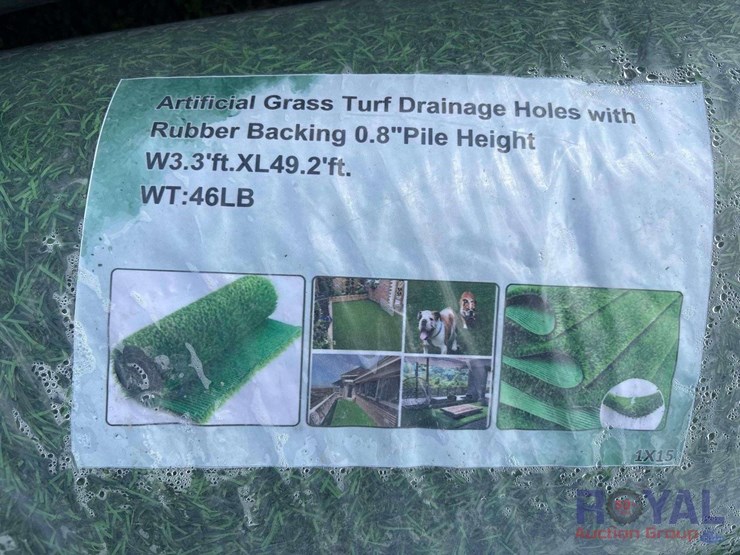 Artificial Grass Turf Drainage Holes with
Rubber Backing 0.8"Pile Height
W3.3'ft.XL49.2'ft.
WT:46LB
1X15
ROYAL
Auction Group